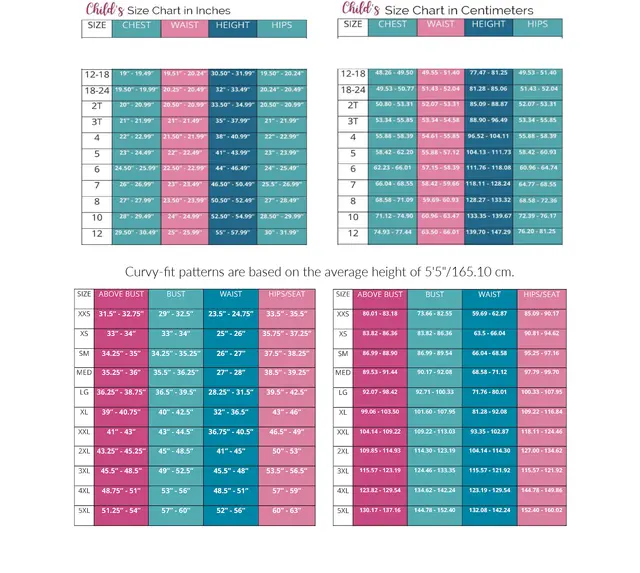 Child's Size Chart in Inches
SIZE CHEST WAIST HEIGHT HIPS
12-18 19" - 19.49" 19.51" - 20.24" 30.50" - 31.99" 19.50" - 20.24"
18-24 19.50" - 19.99" 20.25" - 20.49" 32" - 33.49" 20.24" - 20.49"
2T 20" - 20.99" 20.50" - 20.99" 33.50" - 34.99" 20.50" - 20.99"
3T 21" - 21.99" 21" - 21.49" 35" - 37.99" 21" - 21.99"
4 22" - 22.99" 21.50" - 21.99" 38" - 40.99" 22" - 22.99"
5 23" - 24.49" 22" - 22.49" 41" - 43.99" 23" - 23.99"
6 24.50" - 25.99" 22.50" - 22.99" 44" - 46.49" 24" - 25.49"
7 26" - 26.99" 23" - 23.49" 46.50" - 50.49" 25.5" - 26.99"
8 27" - 27.99" 23.50" - 23.99" 50.50" - 52.49" 27" - 28.49"
10 28" - 29.49" 24" - 24.99" 52.50" - 54.99" 28.50" - 29.99"
12 29.50" - 30.49" 25" - 25.99" 55" - 57.99" 30" - 31.99"
Child's Size Chart in Centimeters
SIZE CHEST WAIST HEIGHT HIPS
12-18 48.26 - 49.50 49.55 - 51.40 77.47 - 81.25 49.53 - 51.40
18-24 49.53 - 50.77 51.43 - 52.04 81.28 - 85.06 51.43 - 52.04
2T 50.80 - 53.31 52.07 - 53.31 85.09 - 88.87 52.07 - 53.31
3T 53.34 - 55.85 53.34 - 54.58 88.90 - 96.49 53.34 - 55.85
4 55.88 - 58.39 54.61 - 55.85 96.52 - 104.11 55.88 - 58.39
5 58.42 - 62.20 55.88 - 57.12 104.13 - 111.73 58.42 - 60.93
6 62.23 - 66.01 57.15 - 58.39 111.76 - 118.08 60.96 - 64.74
7 66.04 - 68.55 58.42 - 59.66 118.11 - 128.24 64.77 - 68.55
8 68.58 - 71.09 59.69 - 60.93 128.27 - 133.32 68.58 - 72.36
10 71.12 - 74.90 60.96 - 63.47 133.35 - 139.67 72.39 - 76.17
12 74.93 - 77.44 63.50 - 66.01 139.70 - 147.29 76.20 - 81.25
Curvy-fit patterns are based on the average height of 5'5"/165.10 cm.
SIZE ABOVE BUST BUST WAIST HIPS/SEAT
XXS 31.5" - 32.75" 29" - 32.5" 23.5" - 24.75" 33.5" - 35.5"
XS 33" - 34" 33" - 34" 25" - 26" 35.75" - 37.25"
SM 34.25" - 35" 34.25" - 35.25" 26" - 27" 37.5" - 38.25"
MED 35.25" - 36" 35.5" - 36.25" 27" - 28" 38.5" - 39.25"
LG 36.25" - 38.75" 36.5" - 39.5" 28.25" - 31.5" 39.5" - 42.5"
XL 39" - 40.75" 40" - 42.5" 32" - 36.5" 43" - 46"
XXL 41" - 43" 43" - 44.5" 36.75" - 40.5" 46.5" - 49"
2XL 43.25" - 45.25" 45" - 48.5" 41" - 45" 50" - 53"
3XL 45.5" - 48.5" 49" - 52.5" 45.5" - 48" 53.5" - 56.5"
4XL 48.75" - 51" 53" - 56" 48.5" - 51" 57" - 59"
5XL 51.25" - 54" 57" - 60" 52" - 56" 60" - 63"
SIZE ABOVE BUST BUST WAIST HIPS/SEAT
XXS 80.01 - 83.18 73.66 - 82.55 59.69 - 62.87 85.09 - 90.17
XS 83.82 - 86.36 83.82 - 86.36 63.5 - 66.04 90.81 - 94.62
SM 86.99 - 88.90 86.99 - 89.54 66.04 - 68.58 95.25 - 97.16
MED 89.53 - 91.44 90.17 - 92.08 68.58 - 71.12 97.79 - 99.70
LG 92.07 - 98.42 92.71 - 100.33 71.76 - 80.01 100.33 - 107.95
XL 99.06 - 103.50 101.60 - 107.95 81.28 - 92.08 109.22 - 116.84
XXL 104.14 - 109.22 109.22 - 113.03 93.35 - 102.87 118.11 - 124.46
2XL 109.85 - 114.93 114.30 - 123.19 104.14 - 114.30 127.00 - 134.62
3XL 115.57 - 123.19 124.46 - 133.35 115.57 - 121.92 115.57 - 121.92
4XL 123.82 - 129.54 134.62 - 142.24 123.19 - 129.54 144.78 - 149.86
5XL 130.17 - 137.16 144.78 - 152.40 132.08 - 142.24 152.40 - 160.02